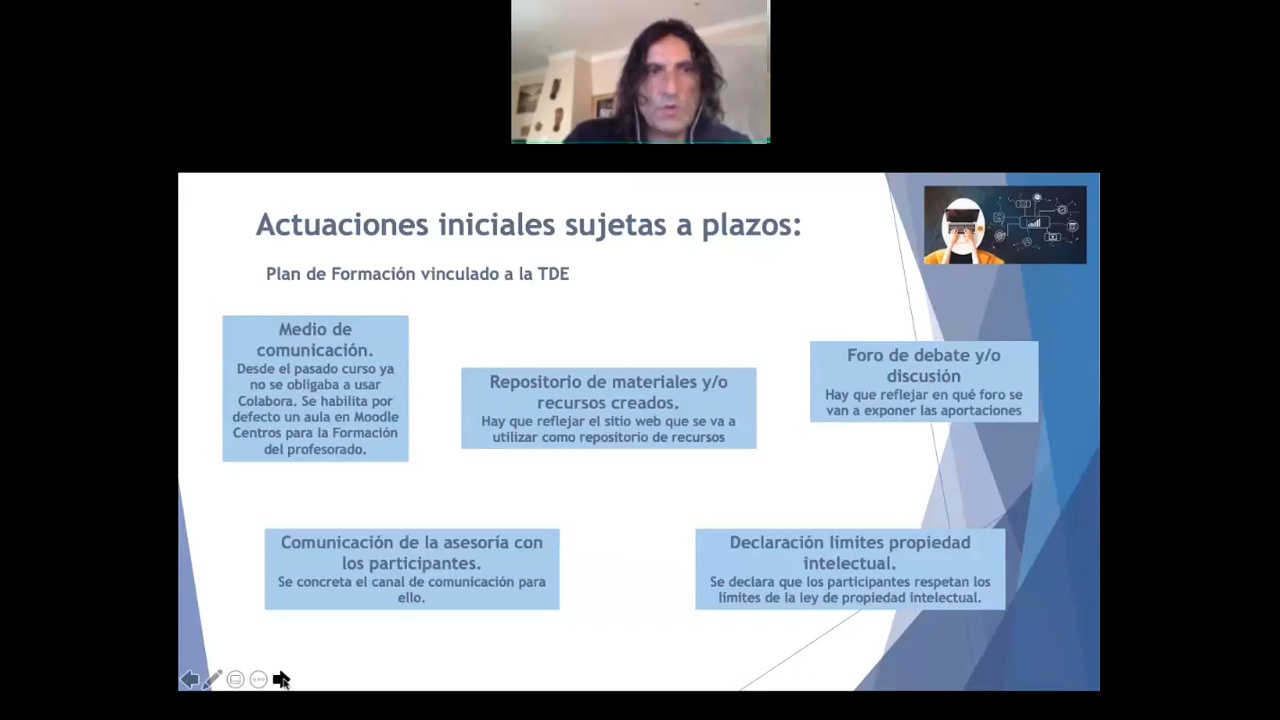 Actuaciones iniciales sujetas a plazos:
Plan de Formación vinculado a la TDE
Medio de
comunicación.
Desde el pasado curso ya
no se obligaba a usar
Colabora. Se habilita por
defecto un aula en Moodle
Centros para la Formación
del profesorado.
Repositorio de materiales y/o
recursos creados.
Hay que reflejar el sitio web que se va a
utilizar como repositorio de recursos
Foro de debate y/o
discusión
Hay que reflejar en qué foro se
van a exponer las aportaciones
Comunicación de la asesoría con
los participantes.
Se concreta el canal de comunicación para
ello.
Declaración límites propiedad
intelectual.
Se declara que los participantes respetan los
límites de la ley de propiedad intelectual.